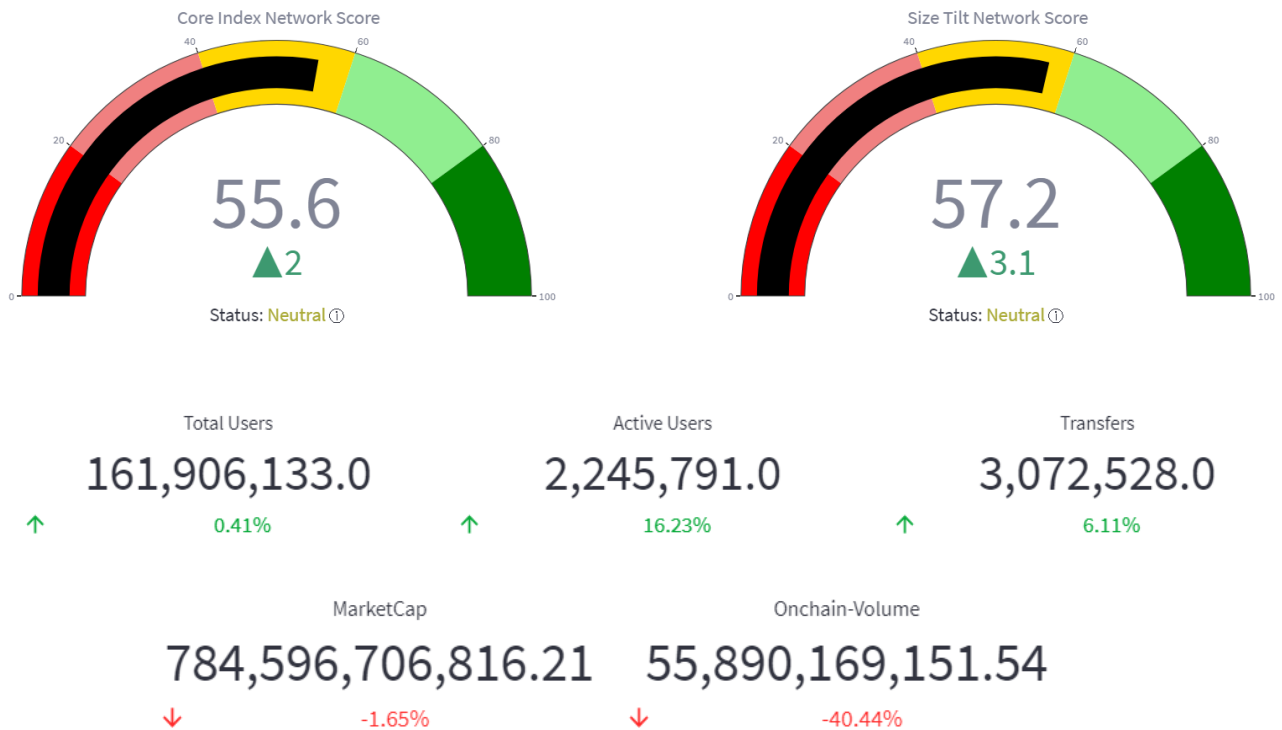 Core Index Network Score
0
20
40
60
80
100
55.6
▲2
Status: Neutral ⓘ
Size Tilt Network Score
0
20
40
60
80
100
57.2
▲3.1
Status: Neutral ⓘ
Total Users
161,906,133.0
↑ 0.41%
Active Users
2,245,791.0
↑ 16.23%
Transfers
3,072,528.0
↑ 6.11%
MarketCap
784,596,706,816.21
↓ -1.65%
Onchain-Volume
55,890,169,151.54
↓ -40.44%